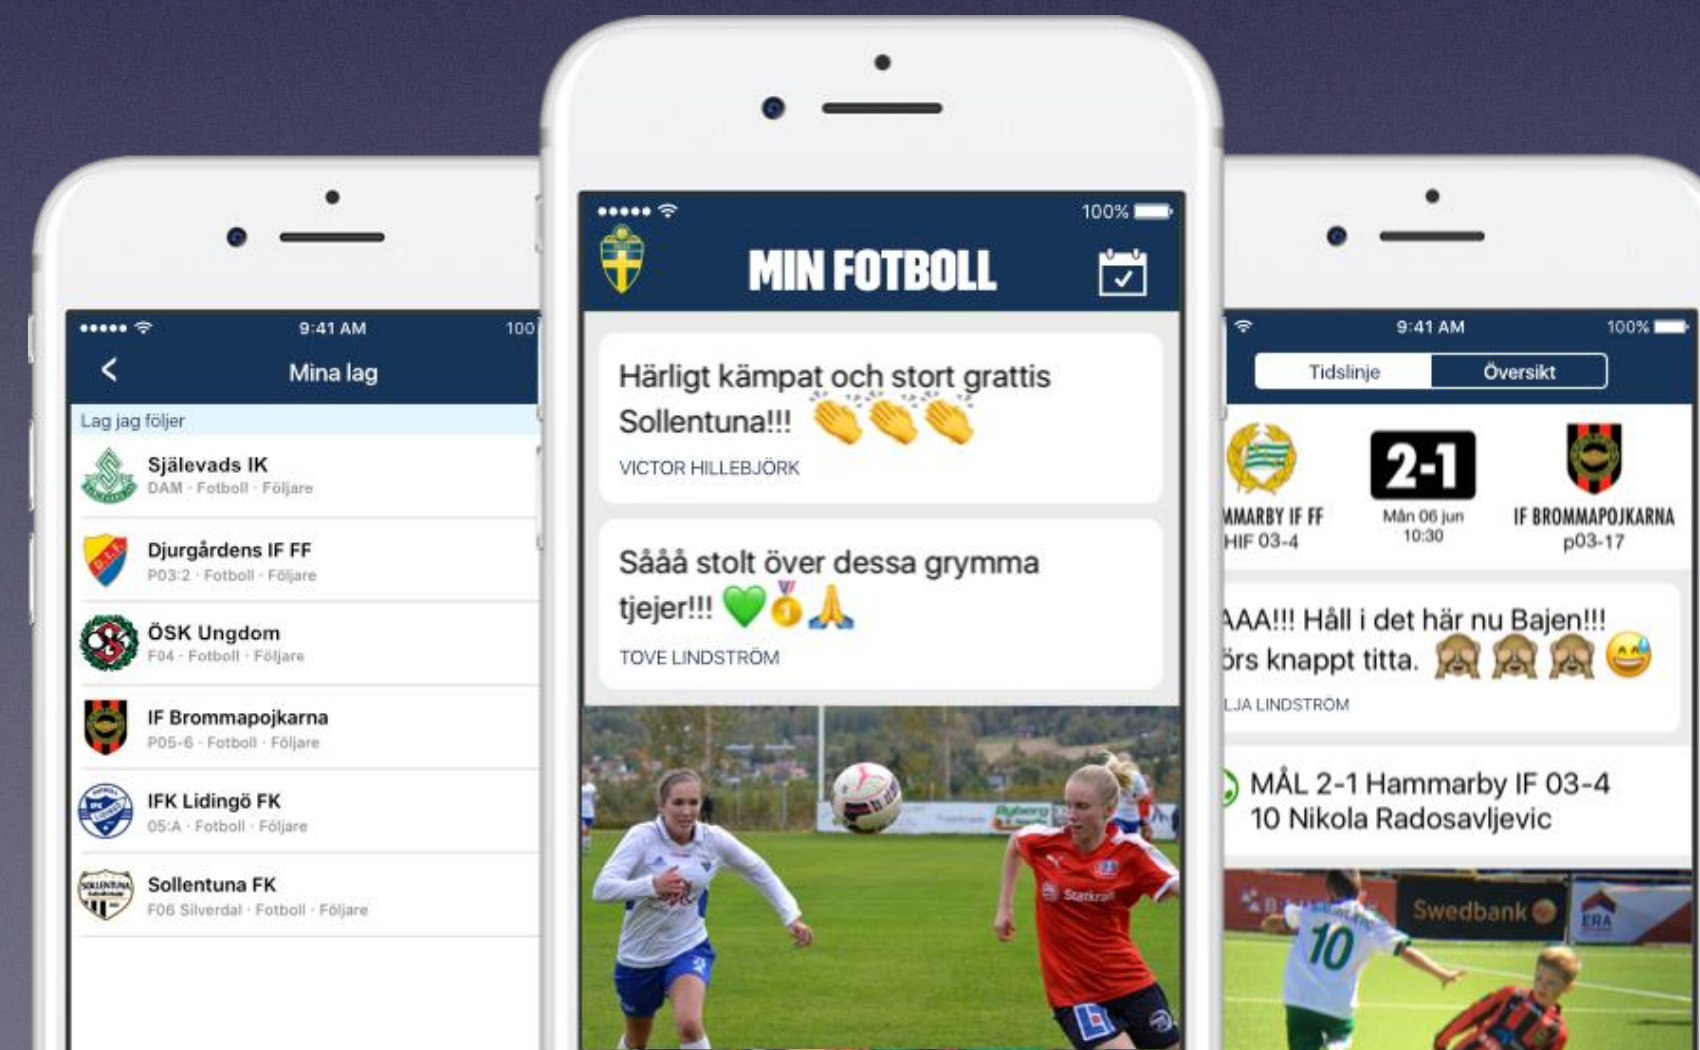 9:41 AM
100
Mina lag
Lag jag följer
Själevads IK
DAM · Fotboll · Följare
Djurgårdens IF FF
P03:2 · Fotboll · Följare
ÖSK Ungdom
F04 · Fotboll · Följare
IF Brommapojkarna
P05-6 · Fotboll · Följare
IFK Lidingö FK
05:A · Fotboll · Följare
SOLLENTUNA
Sollentuna FK
F06 Silverdal · Fotboll · Följare
100%
MIN FOTBOLL
Härligt kämpat och stort grattis
Sollentuna!!! 👏👏👏
VICTOR HILLEBJÖRK
Sååå stolt över dessa grymma
tjejer!!! 💚🏅🙏
TOVE LINDSTRÖM
Ryberg
Statkraft
9:41 AM
100%
Tidslinje
Översikt
2-1
MMARBY IF FF
HIF 03-4
Mån 06 jun
10:30
IF BROMMAPOJKARNA
p03-17
AAA!!! Håll i det här nu Bajen!!!
örs knappt titta. 🙈🙈🙈😅
LJA LINDSTRÖM
MÅL 2-1 Hammarby IF 03-4
10 Nikola Radosavljevic
Swedbank
ERA
10